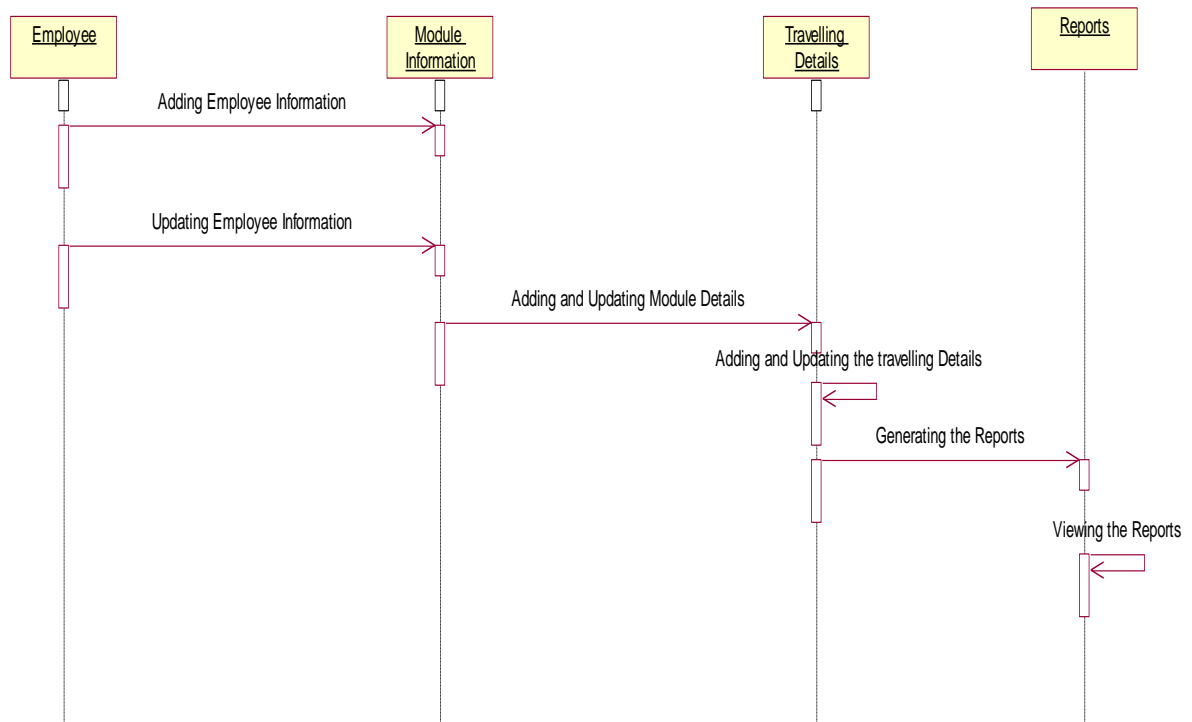 Employee
Module
Information
Travelling
Details
Reports
Adding Employee Information
Updating Employee Information
Adding and Updating Module Details
Adding and Updating the travelling Details
Generating the Reports
Viewing the Reports